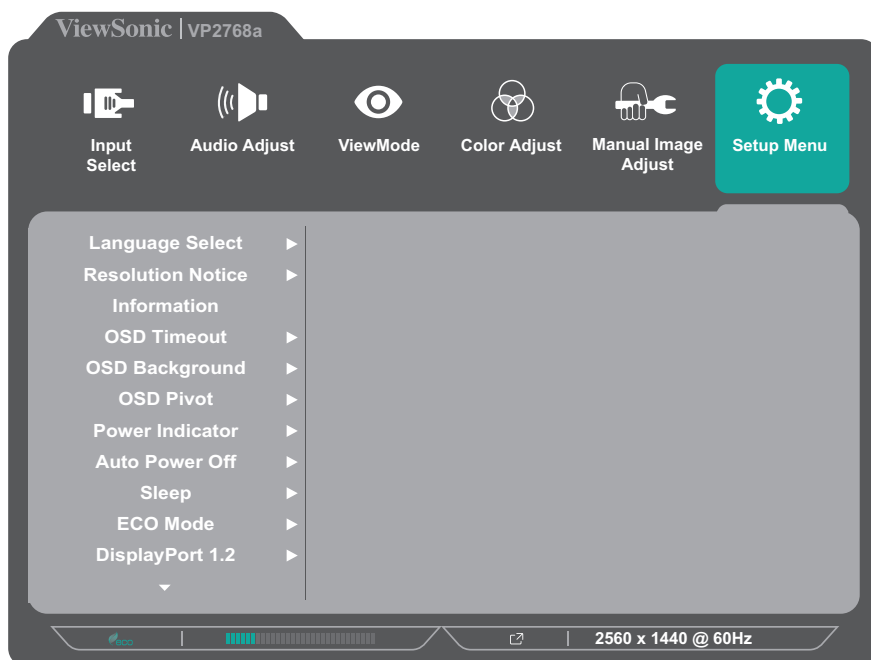 ViewSonic | VP2768a
Input Select
Audio Adjust
ViewMode
Color Adjust
Manual Image Adjust
Setup Menu
Language Select
Resolution Notice
Information
OSD Timeout
OSD Background
OSD Pivot
Power Indicator
Auto Power Off
Sleep
ECO Mode
DisplayPort 1.2
eco
2560 x 1440 @ 60Hz